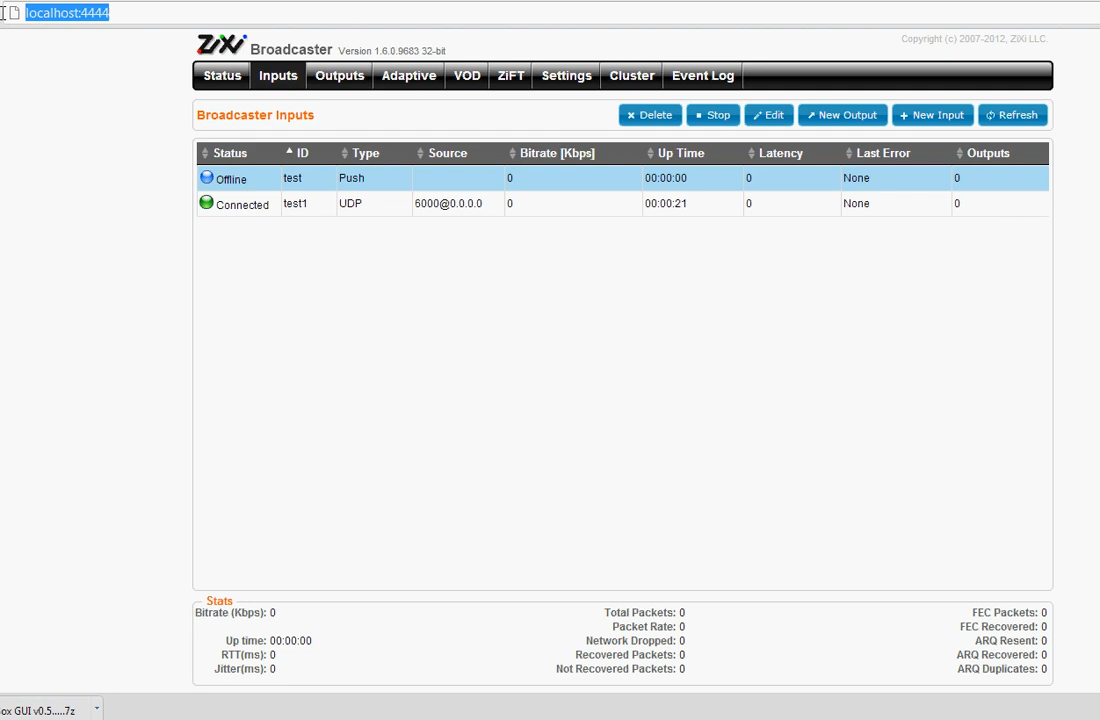 localhost:4444
ZiXi Broadcaster Version 1.6.0.9683 32-bit
Copyright (c) 2007-2012, ZiXi LLC.
Status Inputs Outputs Adaptive VOD ZiFT Settings Cluster Event Log
Broadcaster Inputs Delete Stop Edit New Output New Input Refresh
Status ID Type Source Bitrate [Kbps] Up Time Latency Last Error Outputs
Offline test Push 0 00:00:00 0 None 0
Connected test1 UDP 6000@0.0.0.0 0 00:00:21 0 None 0
Stats
Bitrate (Kbps): 0 Total Packets: 0 FEC Packets: 0
Packet Rate: 0 FEC Recovered: 0
Up time: 00:00:00 Network Dropped: 0 ARQ Resent: 0
RTT(ms): 0 Recovered Packets: 0 ARQ Recovered: 0
Jitter(ms): 0 Not Recovered Packets: 0 ARQ Duplicates: 0
ox GUI v0.5.....7z